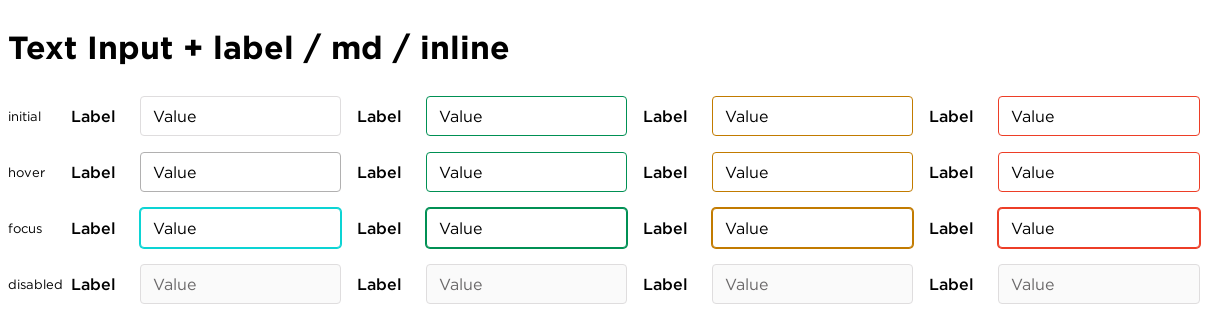 Text Input + label / md / inline
initial Label Value Label Value Label Value Label Value
hover Label Value Label Value Label Value Label Value
focus Label Value Label Value Label Value Label Value
disabled Label Value Label Value Label Value Label Value